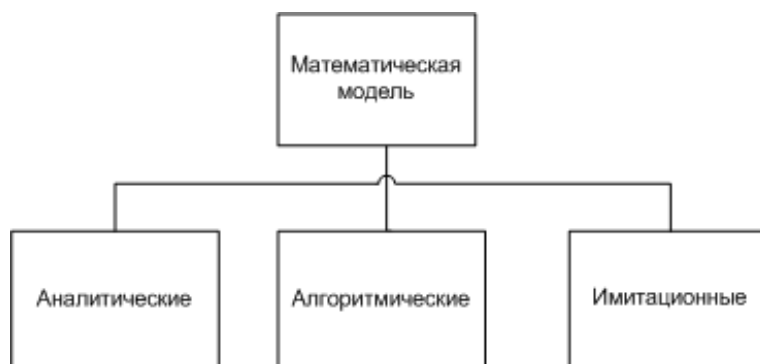 Математическая
модель
Аналитические
Алгоритмические
Имитационные